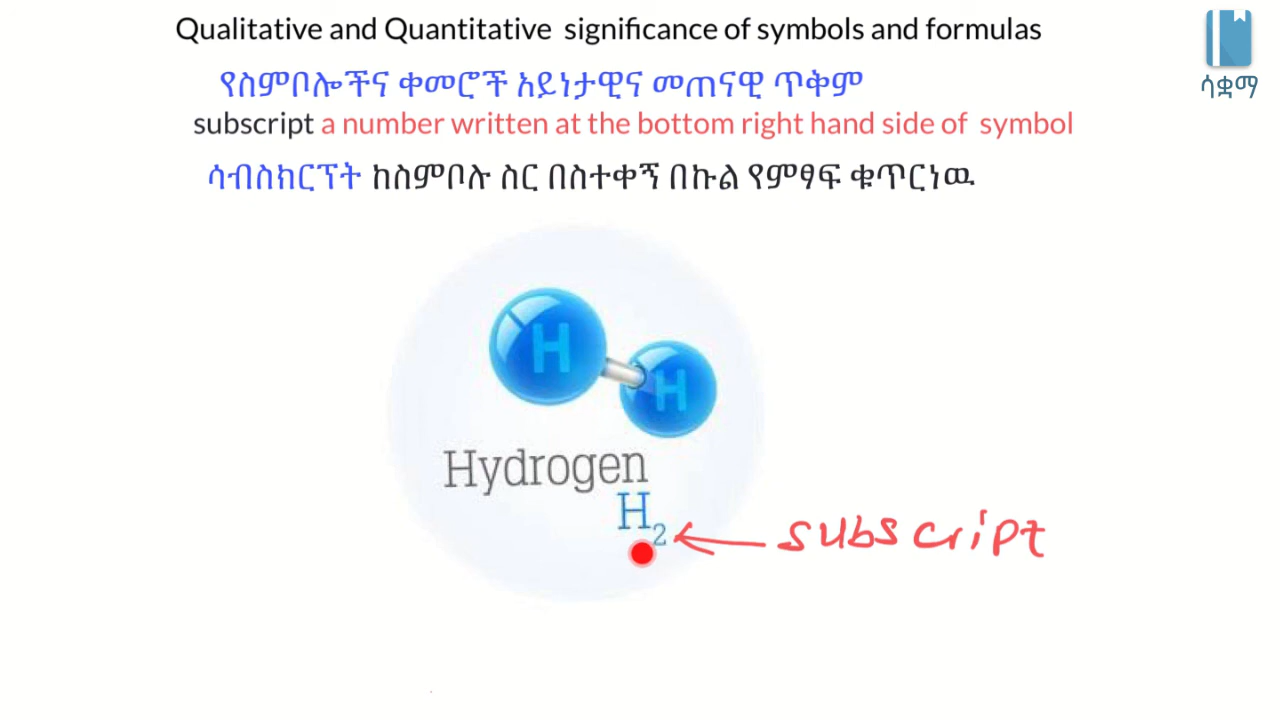 Qualitative and Quantitative significance of symbols and formulas
ሳቋማ
የስምቦሎችና ቀመሮች አይነታዊና መጠናዊ ጥቅም
subscript a number written at the bottom right hand side of symbol
ሳብስክርፕት ከስምቦሉ ስር በስተቀኝ በኩል የምፃፍ ቁጥርነዉ
H
H
Hydrogen
H₂
subscript